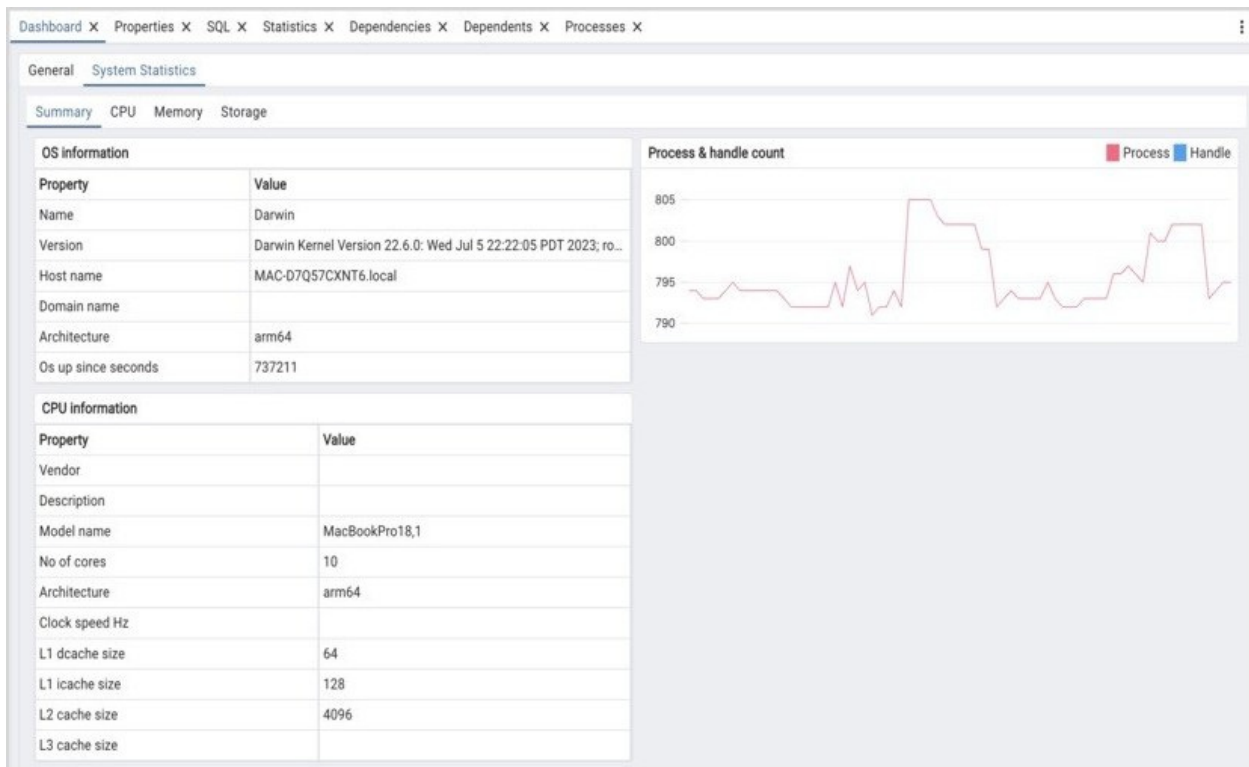 Dashboard X Properties X SQL X Statistics X Dependencies X Dependents X Processes X
General System Statistics
Summary CPU Memory Storage
OS information
Property Value
Name Darwin
Version Darwin Kernel Version 22.6.0: Wed Jul 5 22:22:05 PDT 2023; ro...
Host name MAC-D7Q57CXNT6.local
Domain name
Architecture arm64
Os up since seconds 737211
CPU information
Property Value
Vendor
Description
Model name MacBookPro18,1
No of cores 10
Architecture arm64
Clock speed Hz
L1 dcache size 64
L1 icache size 128
L2 cache size 4096
L3 cache size
Process & handle count Process Handle
805
800
795
790